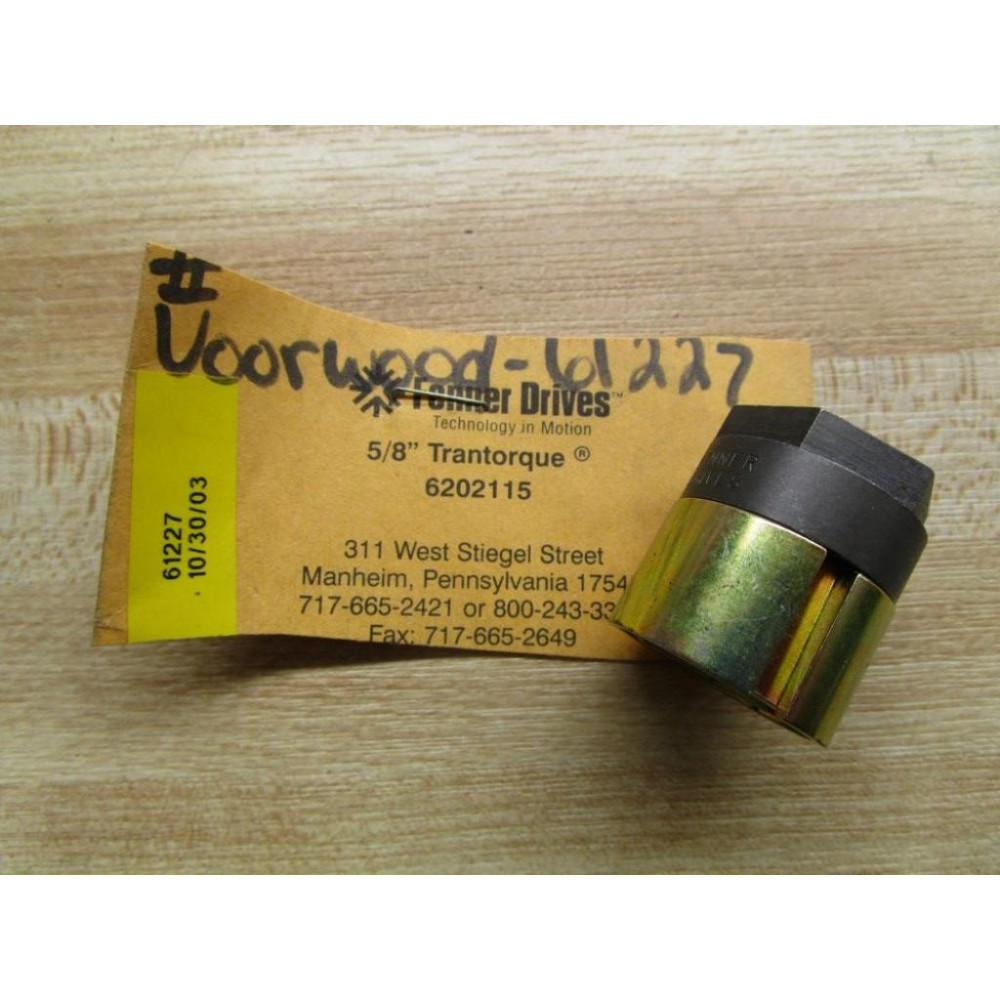 #
Voorwood-61227
Fenner Drives™
Technology in Motion
5/8” Trantorque ®
6202115
311 West Stiegel Street
Manheim, Pennsylvania 1754
717-665-2421 or 800-243-33
Fax: 717-665-2649
61227
10/30/03